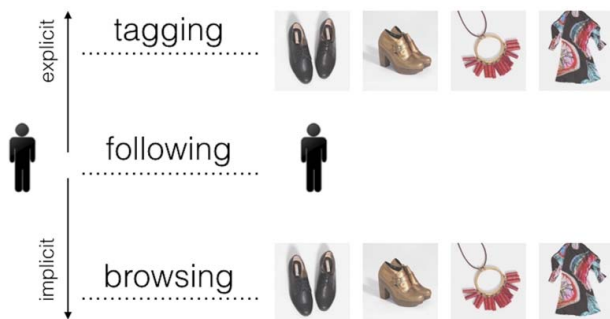 explicit
tagging
following
implicit
browsing